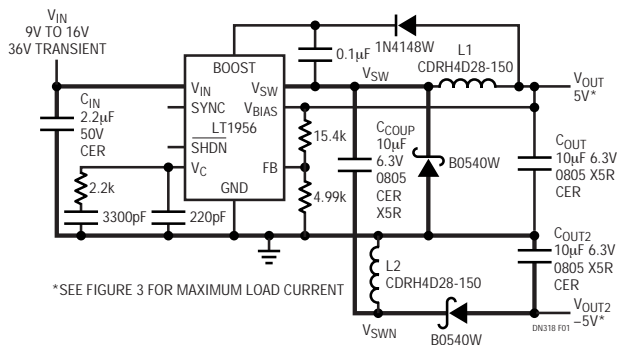 VIN
9V TO 16V
36V TRANSIENT
CIN
2.2µF
50V
CER
BOOST
VIN
VSW
SYNC
VBIAS
LT1956
SHDN
VC
FB
GND
0.1µF
1N4148W
VSW
L1
CDRH4D28-150
VOUT
5V*
15.4k
4.99k
CCOUP
10µF
6.3V
0805
CER
X5R
B0540W
COUT
10µF 6.3V
0805 X5R
CER
2.2k
3300pF
220pF
COUT2
10µF 6.3V
0805 X5R
CER
L2
CDRH4D28-150
*SEE FIGURE 3 FOR MAXIMUM LOAD CURRENT
VSWN
B0540W
VOUT2
–5V*
DN318 F01